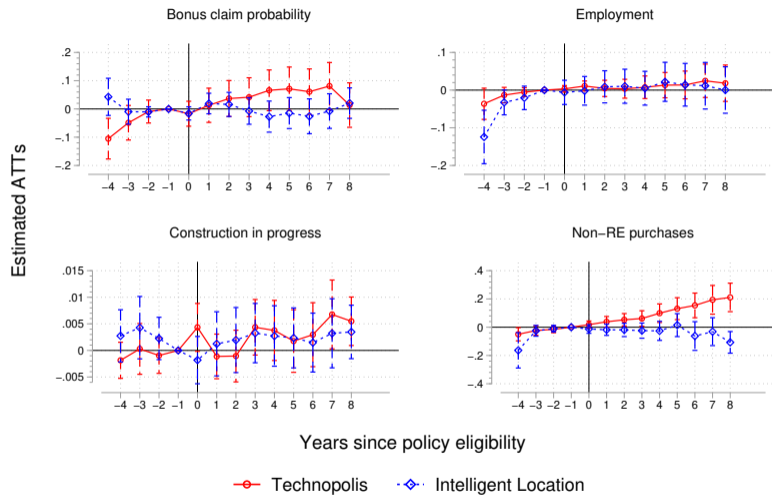 Bonus claim probability
.2
.1
0
−.1
−.2
−4 −3 −2 −1 0 1 2 3 4 5 6 7 8
Employment
.1
0
−.1
−.2
−4 −3 −2 −1 0 1 2 3 4 5 6 7 8
Estimated ATTs
Construction in progress
.015
.01
.005
0
−.005
−4 −3 −2 −1 0 1 2 3 4 5 6 7 8
Non−RE purchases
.4
.2
0
−.2
−.4
−4 −3 −2 −1 0 1 2 3 4 5 6 7 8
Years since policy eligibility
Technopolis
Intelligent Location